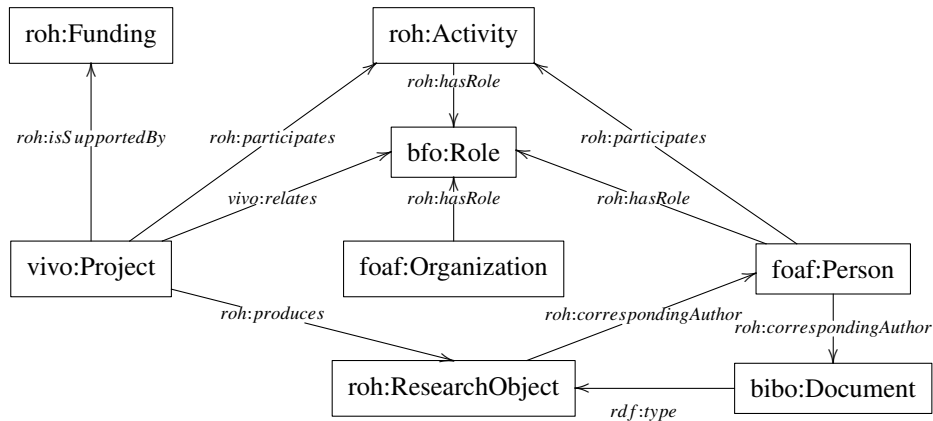 roh:Funding
roh:Activity
roh:hasRole
roh:isSupportedBy
roh:participates
roh:participates
bfo:Role
vivo:relates
roh:hasRole
roh:hasRole
vivo:Project
foaf:Organization
foaf:Person
roh:produces
roh:correspondingAuthor
roh:correspondingAuthor
roh:ResearchObject
bibo:Document
rdf:type